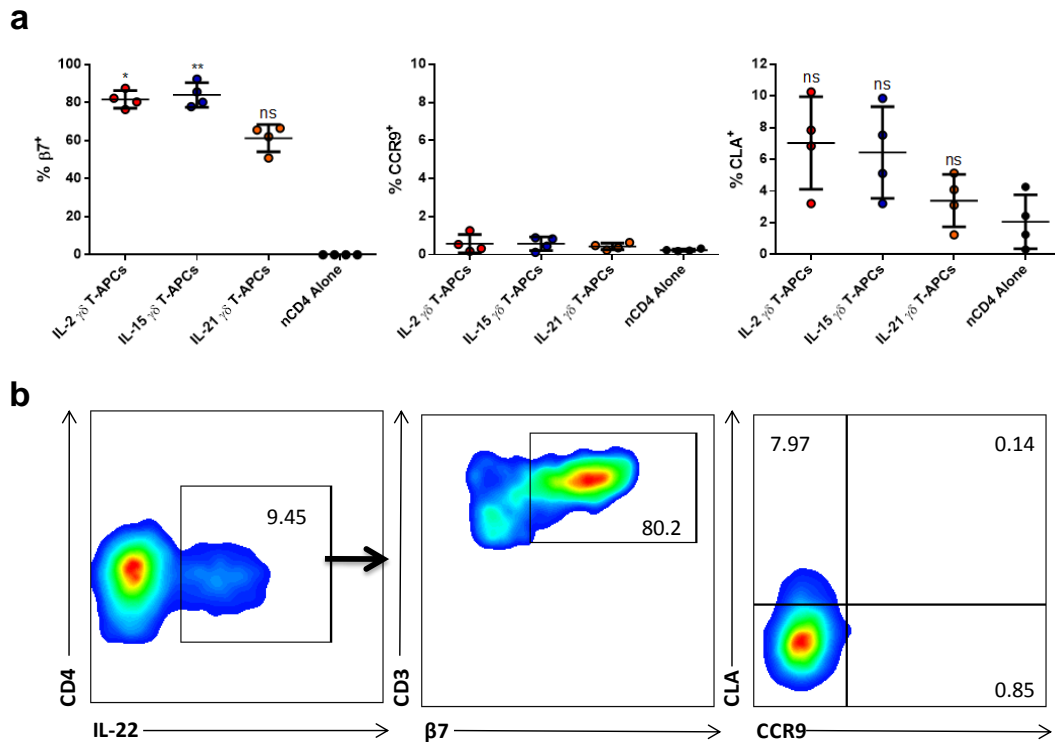 a
% β7+
100
80
60
40
20
0
*
**
ns
IL-2 γδ T-APCs
IL-15 γδ T-APCs
IL-21 γδ T-APCs
nCD4 Alone
% CCR9+
10
8
6
4
2
0
IL-2 γδ T-APCs
IL-15 γδ T-APCs
IL-21 γδ T-APCs
nCD4 Alone
% CLA+
12
10
8
6
4
2
0
ns
ns
ns
IL-2 γδ T-APCs
IL-15 γδ T-APCs
IL-21 γδ T-APCs
nCD4 Alone
b
CD4
9.45
IL-22
CD3
80.2
β7
CLA
7.97
0.14
0.85
CCR9